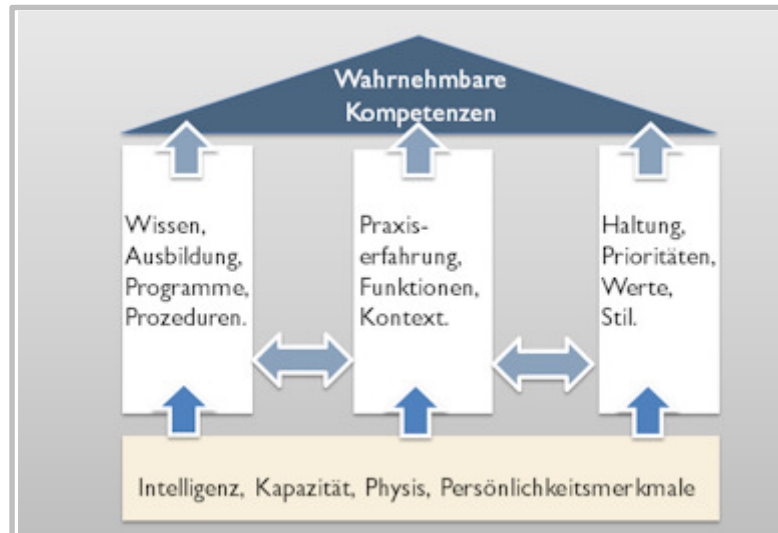 Wahrnehmbare
Kompetenzen
Wissen,
Ausbildung,
Programme,
Prozeduren.
Praxis-
erfahrung,
Funktionen,
Kontext.
Haltung,
Prioritäten,
Werte,
Stil.
Intelligenz, Kapazität, Physis, Persönlichkeitsmerkmale